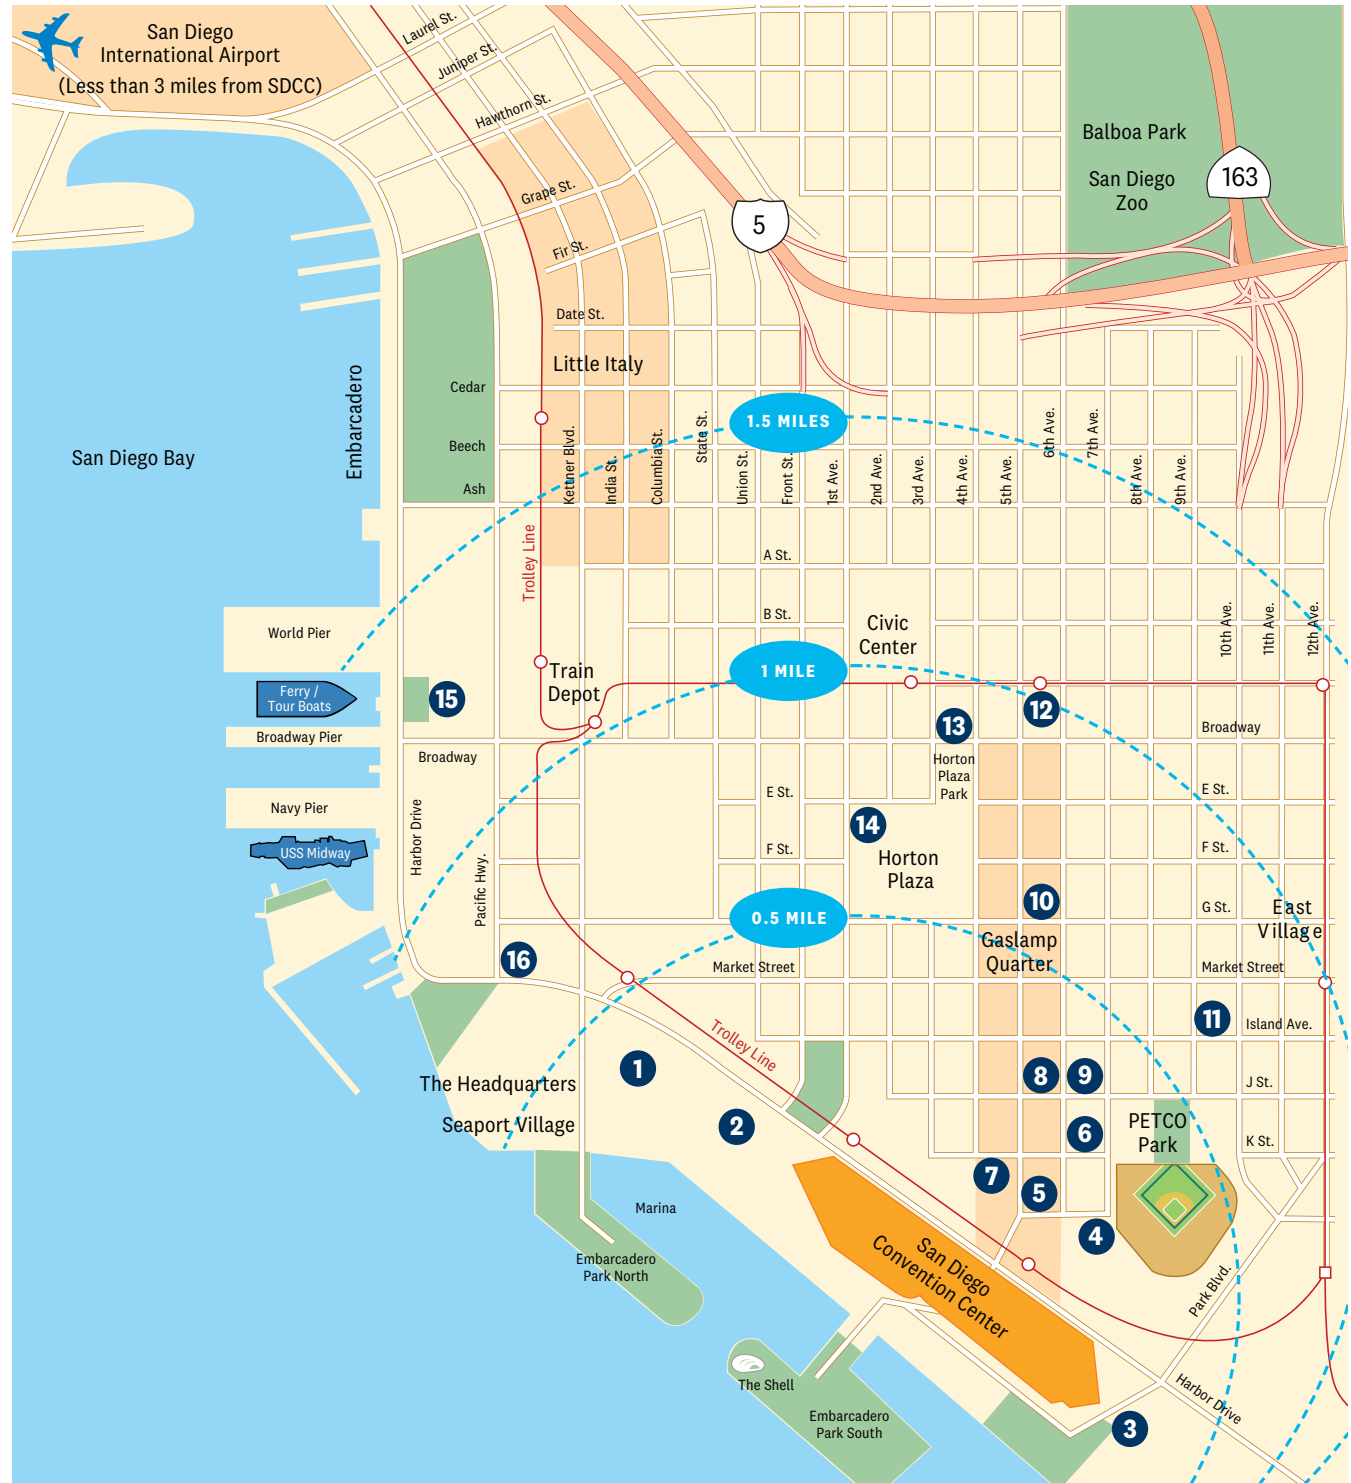 San Diego
International Airport
(Less than 3 miles from SDCC)
Laurel St.
Juniper St.
Hawthorn St.
Grape St.
Fir St.
Date St.
Little Italy
Balboa Park
San Diego
Zoo
163
5
Cedar
Beech
Ash
Embarcadero
San Diego Bay
1.5 MILES
Kettner Blvd.
India St.
Columbia St.
State St.
Union St.
Front St.
1st Ave.
2nd Ave.
3rd Ave.
4th Ave.
5th Ave.
6th Ave.
7th Ave.
8th Ave.
9th Ave.
10th Ave.
11th Ave.
12th Ave.
Trolley Line
A St.
B St.
Civic
Center
World Pier
1 MILE
Train
Depot
Ferry /
Tour Boats
15
12
13
Broadway Pier
Broadway
Broadway
Horton
Plaza
Park
Navy Pier
E St.
E St.
Harbor Drive
14
USS Midway
F St.
F St.
Horton
Plaza
Pacific Hwy.
10
G St.
East
Village
0.5 MILE
Gaslamp
Quarter
16
Market Street
Market Street
11
Island Ave.
Trolley Line
1
The Headquarters
8
9
J St.
Seaport Village
2
6
PETCO
Park
K St.
7
5
Marina
4
San Diego
Convention Center
Embarcadero
Park North
Park Blvd.
The Shell
Harbor Drive
Embarcadero
Park South
3